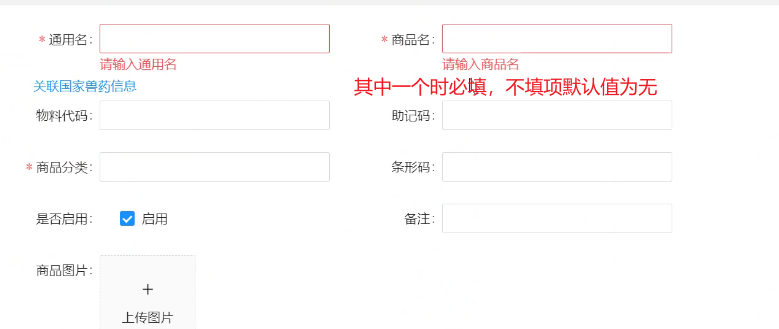 * 通用名: * 商品名:
请输入通用名 请输入商品名
关联国家兽药信息 其中一个时必填，不填项默认值为无
物料代码: 助记码:
* 商品分类: 条形码:
是否启用: 启用 备注:
商品图片:
+
上传图片